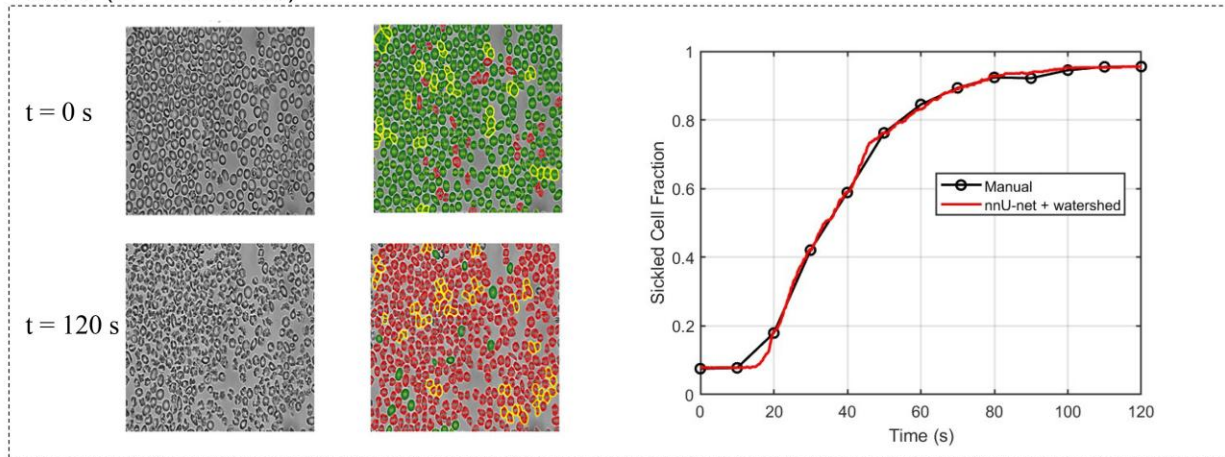 t = 0 s
t = 120 s
1
0.8
0.6
0.4
0.2
0
Sickled Cell Fraction
Manual
nnU-net + watershed
0 20 40 60 80 100 120
Time (s)